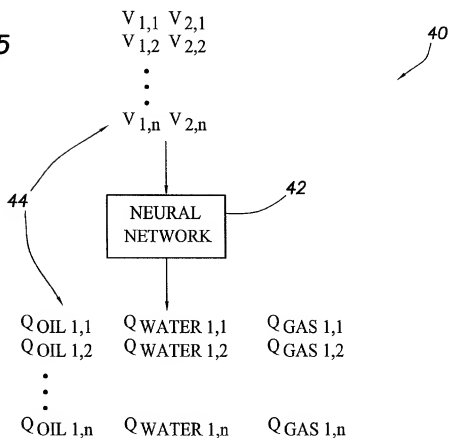 5
V 1,1 V 2,1
V 1,2 V 2,2
V 1,n V 2,n
40
44
42
NEURAL
NETWORK
Q OIL 1,1 Q WATER 1,1 Q GAS 1,1
Q OIL 1,2 Q WATER 1,2 Q GAS 1,2
Q OIL 1,n Q WATER 1,n Q GAS 1,n